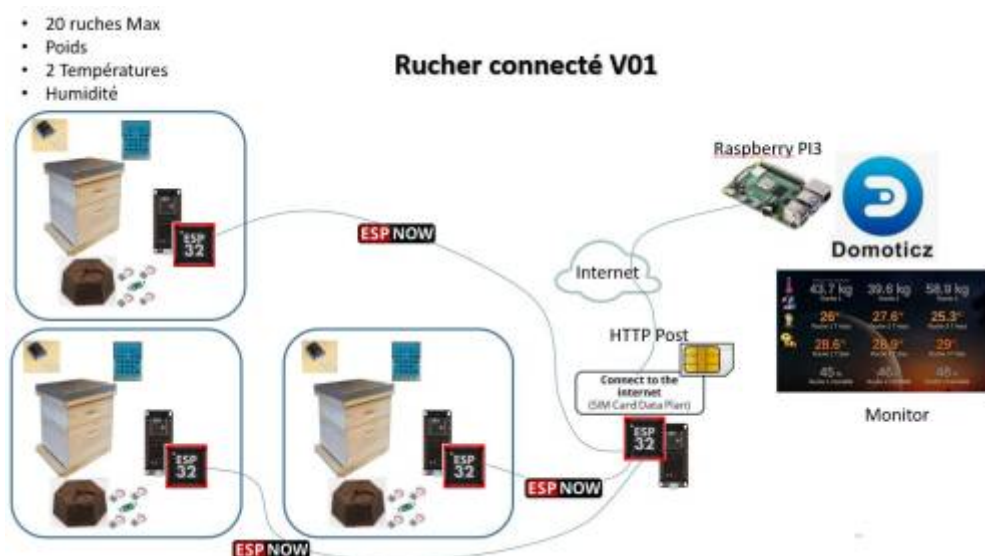 • 20 ruches Max
• Poids
• 2 Températures
• Humidité
Rucher connecté V01
Raspberry PI3
Domoticz
ESP
32
ESP NOW
Internet
43.7 kg 39.6 kg 58.9 kg
26° 27.6° 25.3°
28.6° 28.9° 29°
HTTP Post
Connect to the
internet
(SIM Card Data Plan)
Monitor
ESP
32
ESP
32
ESP
32
ESP NOW
ESP NOW